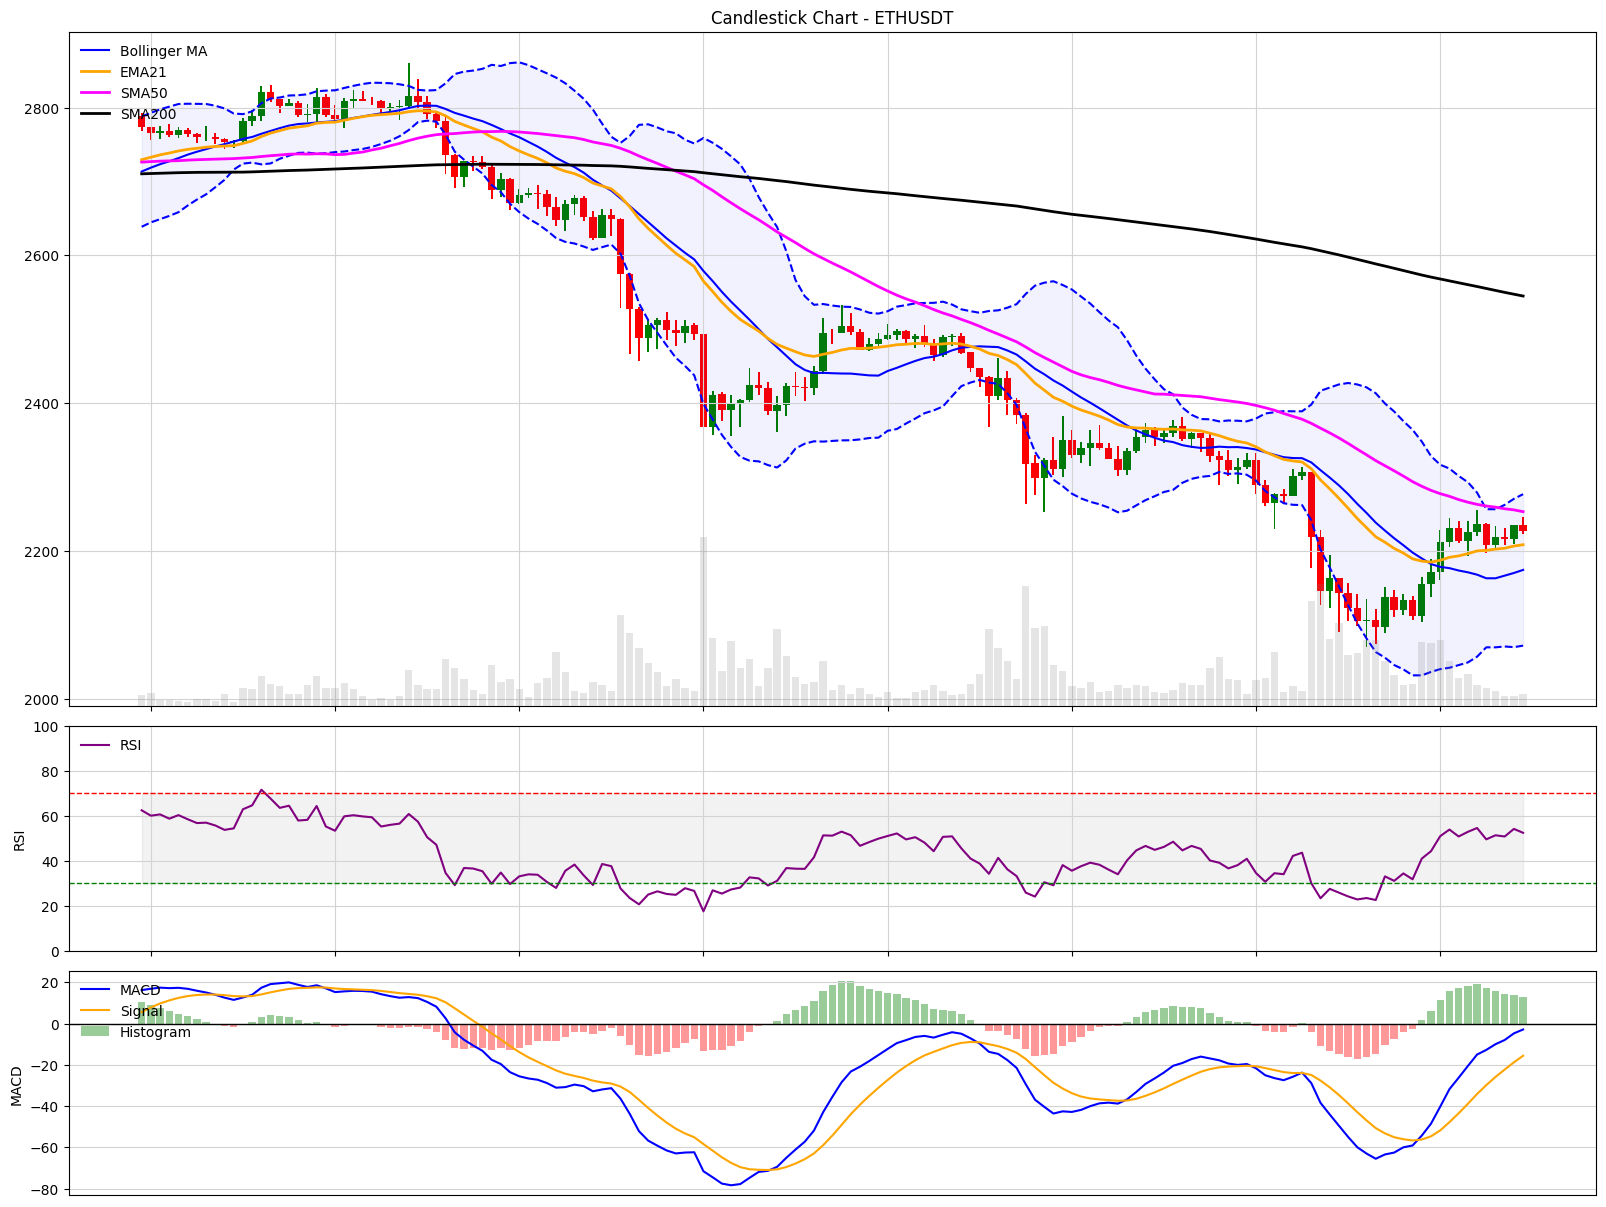 Candlestick Chart - ETHUSDT
Bollinger MA
EMA21
SMA50
SMA200
2800
2600
2400
2200
2000
RSI
100
80
60
40
20
0
RSI
MACD
Signal
Histogram
20
0
−20
−40
−60
−80
MACD